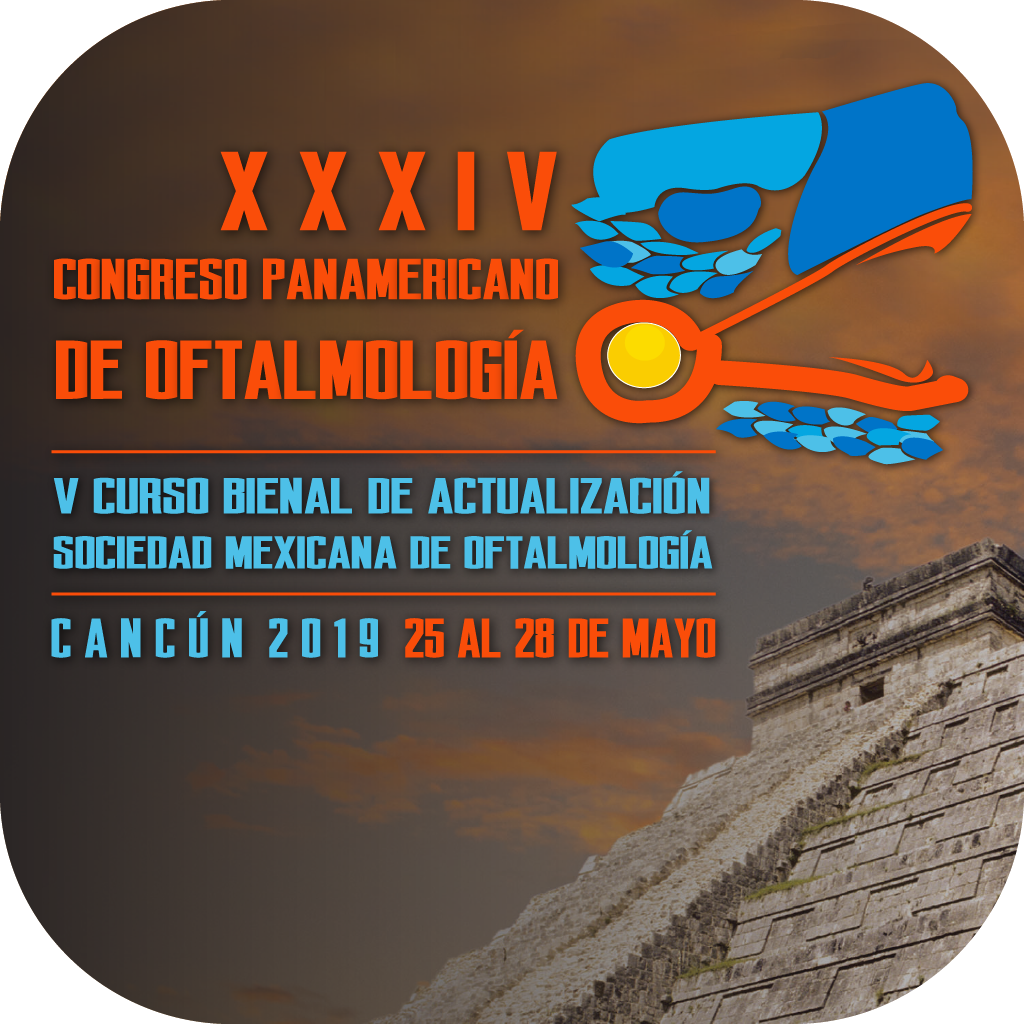 XXXIV
CONGRESO PANAMERICANO
DE OFTALMOLOGÍA
V CURSO BIENAL DE ACTUALIZACIÓN
SOCIEDAD MEXICANA DE OFTALMOLOGÍA
CANCÚN 2019 25 AL 28 DE MAYO